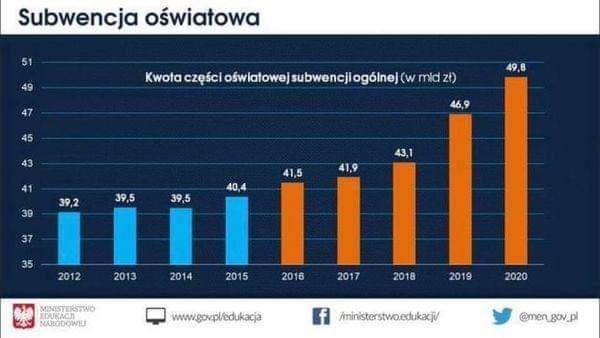 Subwencja oświatowa
Kwota części oświatowej subwencji ogólnej (w mld zł)
51
49
47
45
43
41
39
37
35
39,2
39,5
39,5
40,4
41,5
41,9
43,1
46,9
49,8
2012 2013 2014 2015 2016 2017 2018 2019 2020
MINISTERSTWO
EDUKACJI
NARODOWEJ
www.gov.pl/edukacja
/ministerstwo.edukacji/
@men_gov_pl